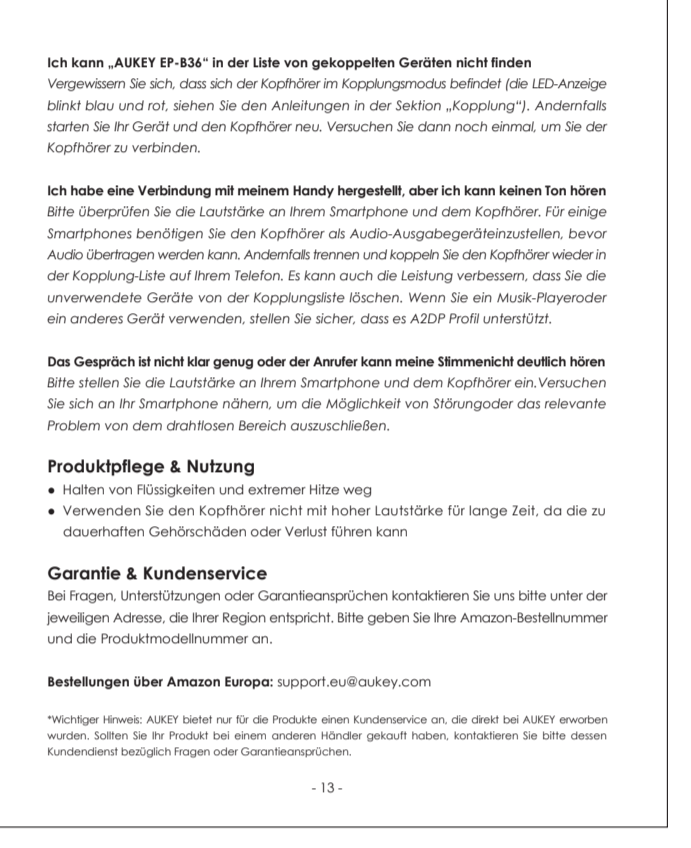 Ich kann „AUKEY EP-B36“ in der Liste von gekoppelten Geräten nicht finden
Vergewissern Sie sich, dass sich der Kopfhörer im Kopplungsmodus befindet (die LED-Anzeige
blinkt blau und rot, siehen Sie den Anleitungen in der Sektion „Kopplung“). Andernfalls
starten Sie Ihr Gerät und den Kopfhörer neu. Versuchen Sie dann noch einmal, um Sie der
Kopfhörer zu verbinden.
Ich habe eine Verbindung mit meinem Handy hergestellt, aber ich kann keinen Ton hören
Bitte überprüfen Sie die Lautstärke an Ihrem Smartphone und dem Kopfhörer. Für einige
Smartphones benötigen Sie den Kopfhörer als Audio-Ausgabegeräteinzustellen, bevor
Audio übertragen werden kann. Andernfalls trennen und koppeln Sie den Kopfhörer wieder in
der Kopplung-Liste auf Ihrem Telefon. Es kann auch die Leistung verbessern, dass Sie die
unverwendete Geräte von der Kopplungsliste löschen. Wenn Sie ein Musik-Playeroder
ein anderes Gerät verwenden, stellen Sie sicher, dass es A2DP Profil unterstützt.
Das Gespräch ist nicht klar genug oder der Anrufer kann meine Stimmenicht deutlich hören
Bitte stellen Sie die Lautstärke an Ihrem Smartphone und dem Kopfhörer ein.Versuchen
Sie sich an Ihr Smartphone nähern, um die Möglichkeit von Störungoder das relevante
Problem von dem drahtlosen Bereich auszuschließen.
Produktpflege & Nutzung
● Halten von Flüssigkeiten und extremer Hitze weg
● Verwenden Sie den Kopfhörer nicht mit hoher Lautstärke für lange Zeit, da die zu
dauerhaften Gehörschäden oder Verlust führen kann
Garantie & Kundenservice
Bei Fragen, Unterstützungen oder Garantieansprüchen kontaktieren Sie uns bitte unter der
jeweiligen Adresse, die Ihrer Region entspricht. Bitte geben Sie Ihre Amazon-Bestellnummer
und die Produktmodellnummer an.
Bestellungen über Amazon Europa: support.eu@aukey.com
*Wichtiger Hinweis: AUKEY bietet nur für die Produkte einen Kundenservice an, die direkt bei AUKEY erworben
wurden. Sollten Sie Ihr Produkt bei einem anderen Händler gekauft haben, kontaktieren Sie bitte dessen
Kundendienst bezüglich Fragen oder Garantieansprüchen.
- 13 -